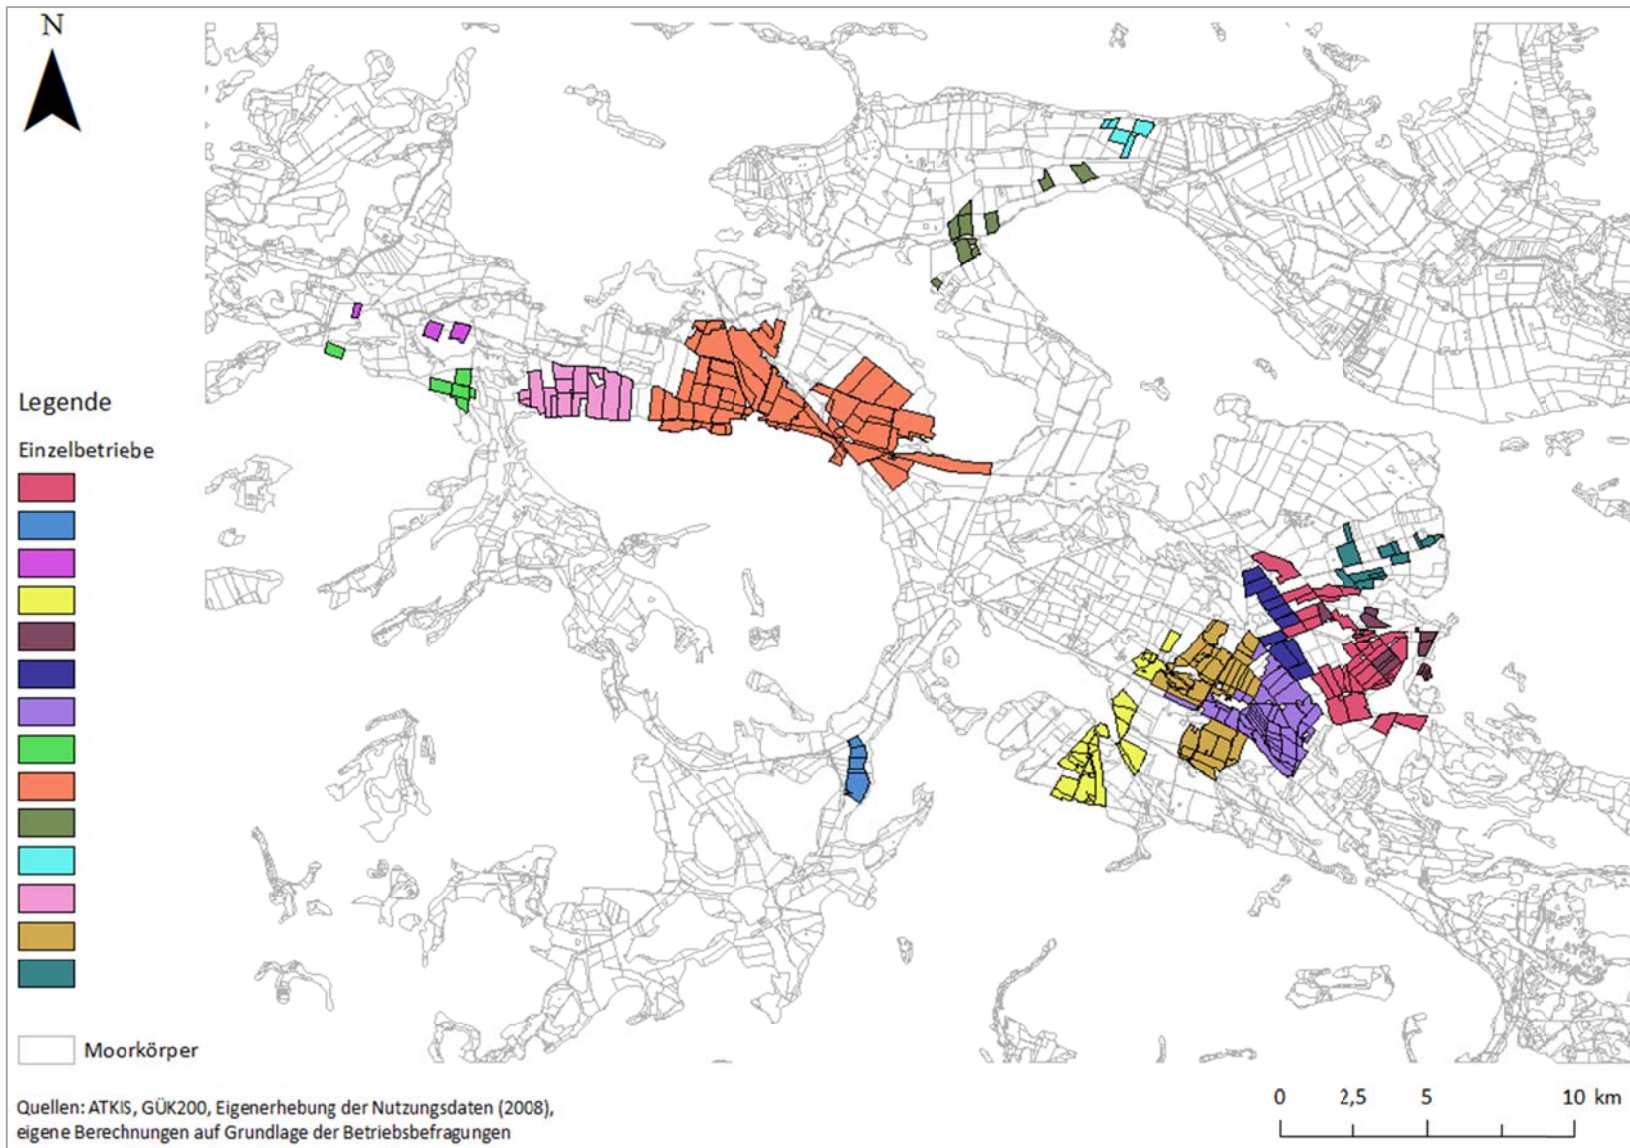 N
Legende
Einzelbetriebe
Moorkörper
Quellen: ATKIS, GÜK200, Eigenerhebung der Nutzungsdaten (2008),
eigene Berechnungen auf Grundlage der Betriebsbefragungen
0 2,5 5 10 km